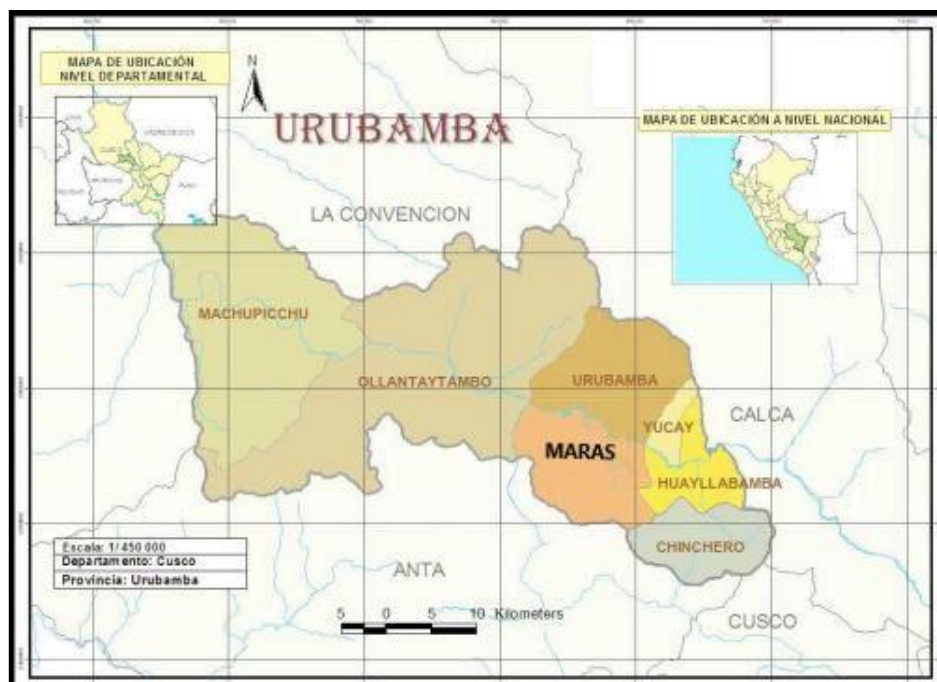 MAPA DE UBICACIÓN
NIVEL DEPARTAMENTAL
N
URUBAMBA
MAPA DE UBICACIÓN A NIVEL NACIONAL
LA CONVENCION
MACHUPICCHU
OLLANTAYTAMBO
URUBAMBA
CALCA
YUCAY
MARAS
HUAYLLABAMBA
CHINCHERO
Escala: 1/450 000
Departamento: Cusco
Provincia: Urubamba
ANTA
5 0 5 10 Kilometers
CUSCO